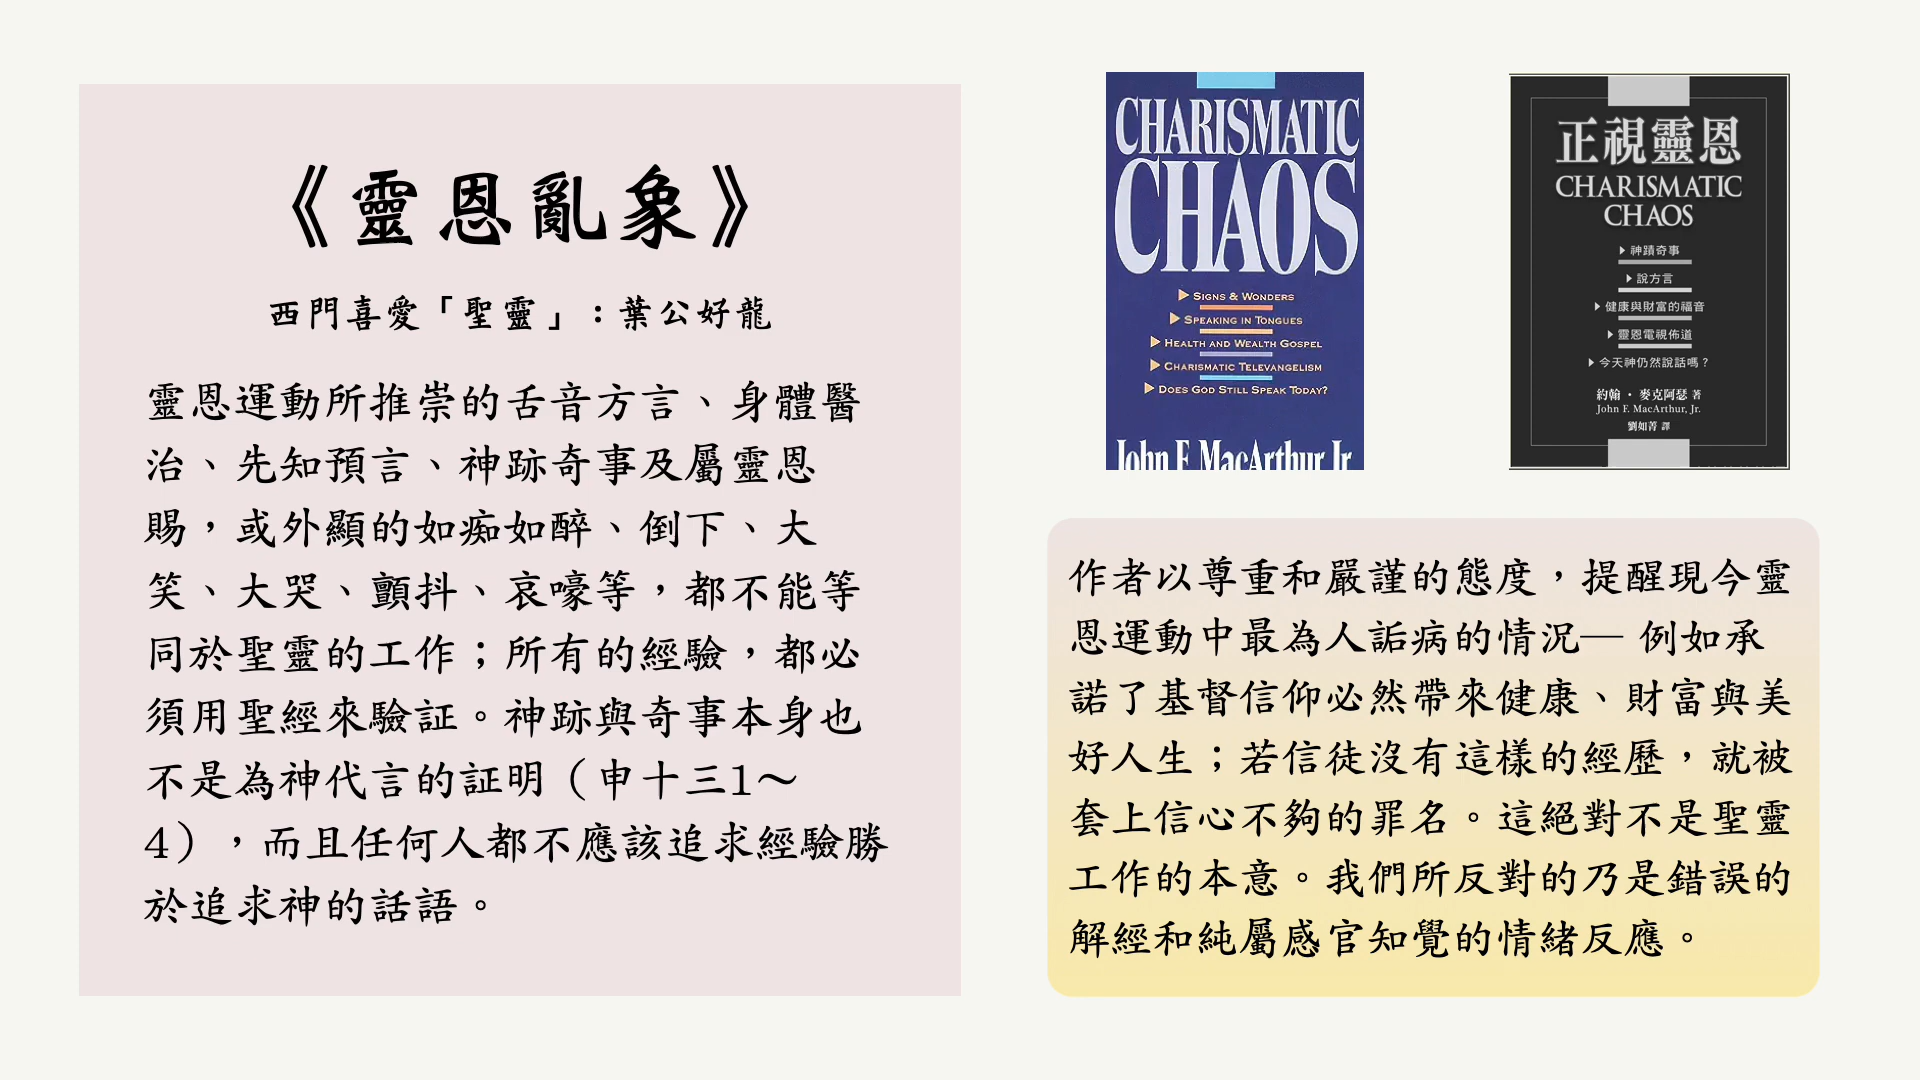 《靈恩亂象》
西門喜愛「聖靈」：葉公好龍
靈恩運動所推崇的舌音方言、身體醫
治、先知預言、神跡奇事及屬靈恩
賜，或外顯的如痴如醉、倒下、大
笑、大哭、顫抖、哀嚎等，都不能等
同於聖靈的工作；所有的經驗，都必
須用聖經來驗証。神跡與奇事本身也
不是為神代言的証明（申十三1～
4），而且任何人都不應該追求經驗勝
於追求神的話語。
CHARISMATIC
CHAOS
SIGNS & WONDERS
SPEAKING IN TONGUES
HEALTH AND WEALTH GOSPEL
CHARISMATIC TELEVANGELISM
DOES GOD STILL SPEAK TODAY?
John F. MacArthur, Jr.
正視靈恩
CHARISMATIC
CHAOS
神蹟奇事
說方言
健康與財富的福音
靈恩電視佈道
今天神仍然說話嗎？
約翰・麥克阿瑟 著
John F. MacArthur, Jr.
劉如菁 譯
作者以尊重和嚴謹的態度，提醒現今靈
恩運動中最為人詬病的情況— 例如承
諾了基督信仰必然帶來健康、財富與美
好人生；若信徒沒有這樣的經歷，就被
套上信心不夠的罪名。這絕對不是聖靈
工作的本意。我們所反對的乃是錯誤的
解經和純屬感官知覺的情緒反應。